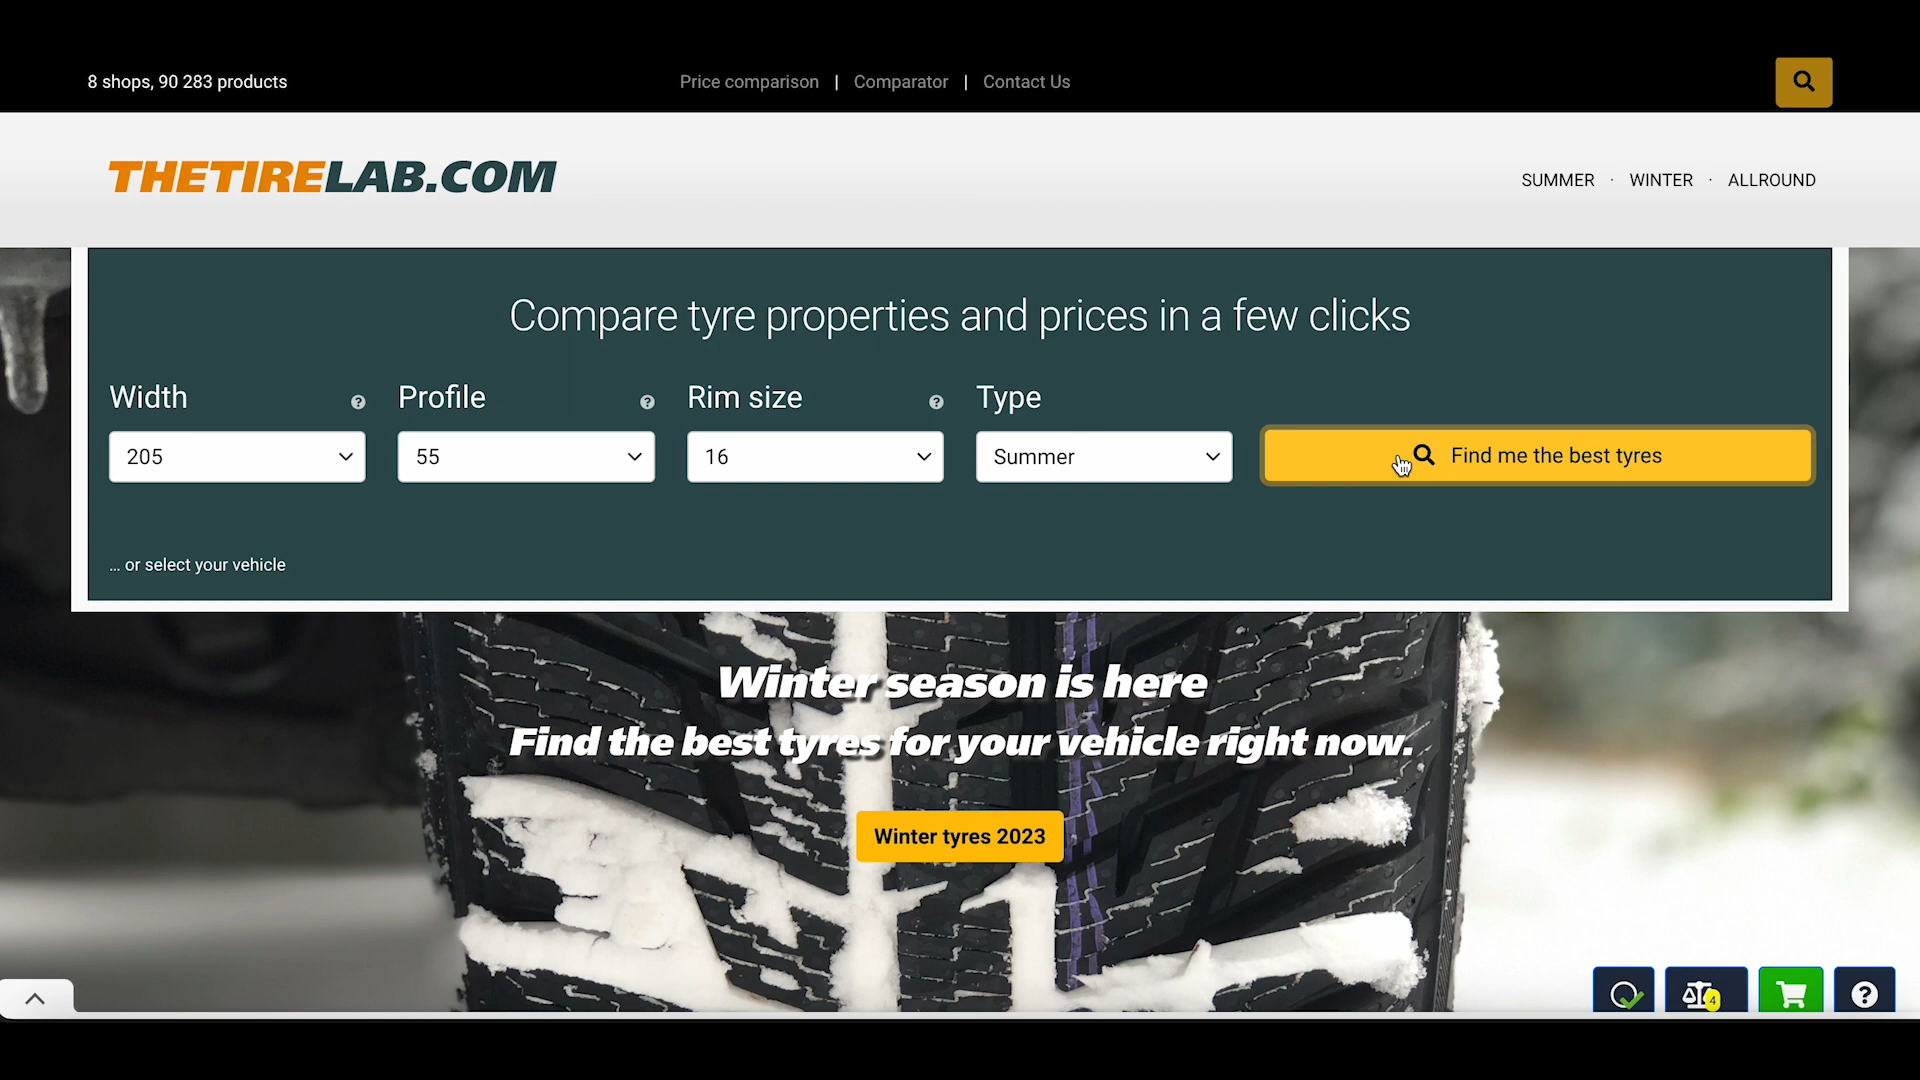 8 shops, 90 283 products
Price comparison | Comparator | Contact Us
THETIRELAB.COM
SUMMER · WINTER · ALLROUND
Compare tyre properties and prices in a few clicks
Width ?
Profile ?
Rim size ?
Type
205
55
16
Summer
Find me the best tyres
... or select your vehicle
Winter season is here
Find the best tyres for your vehicle right now.
Winter tyres 2023
4
?